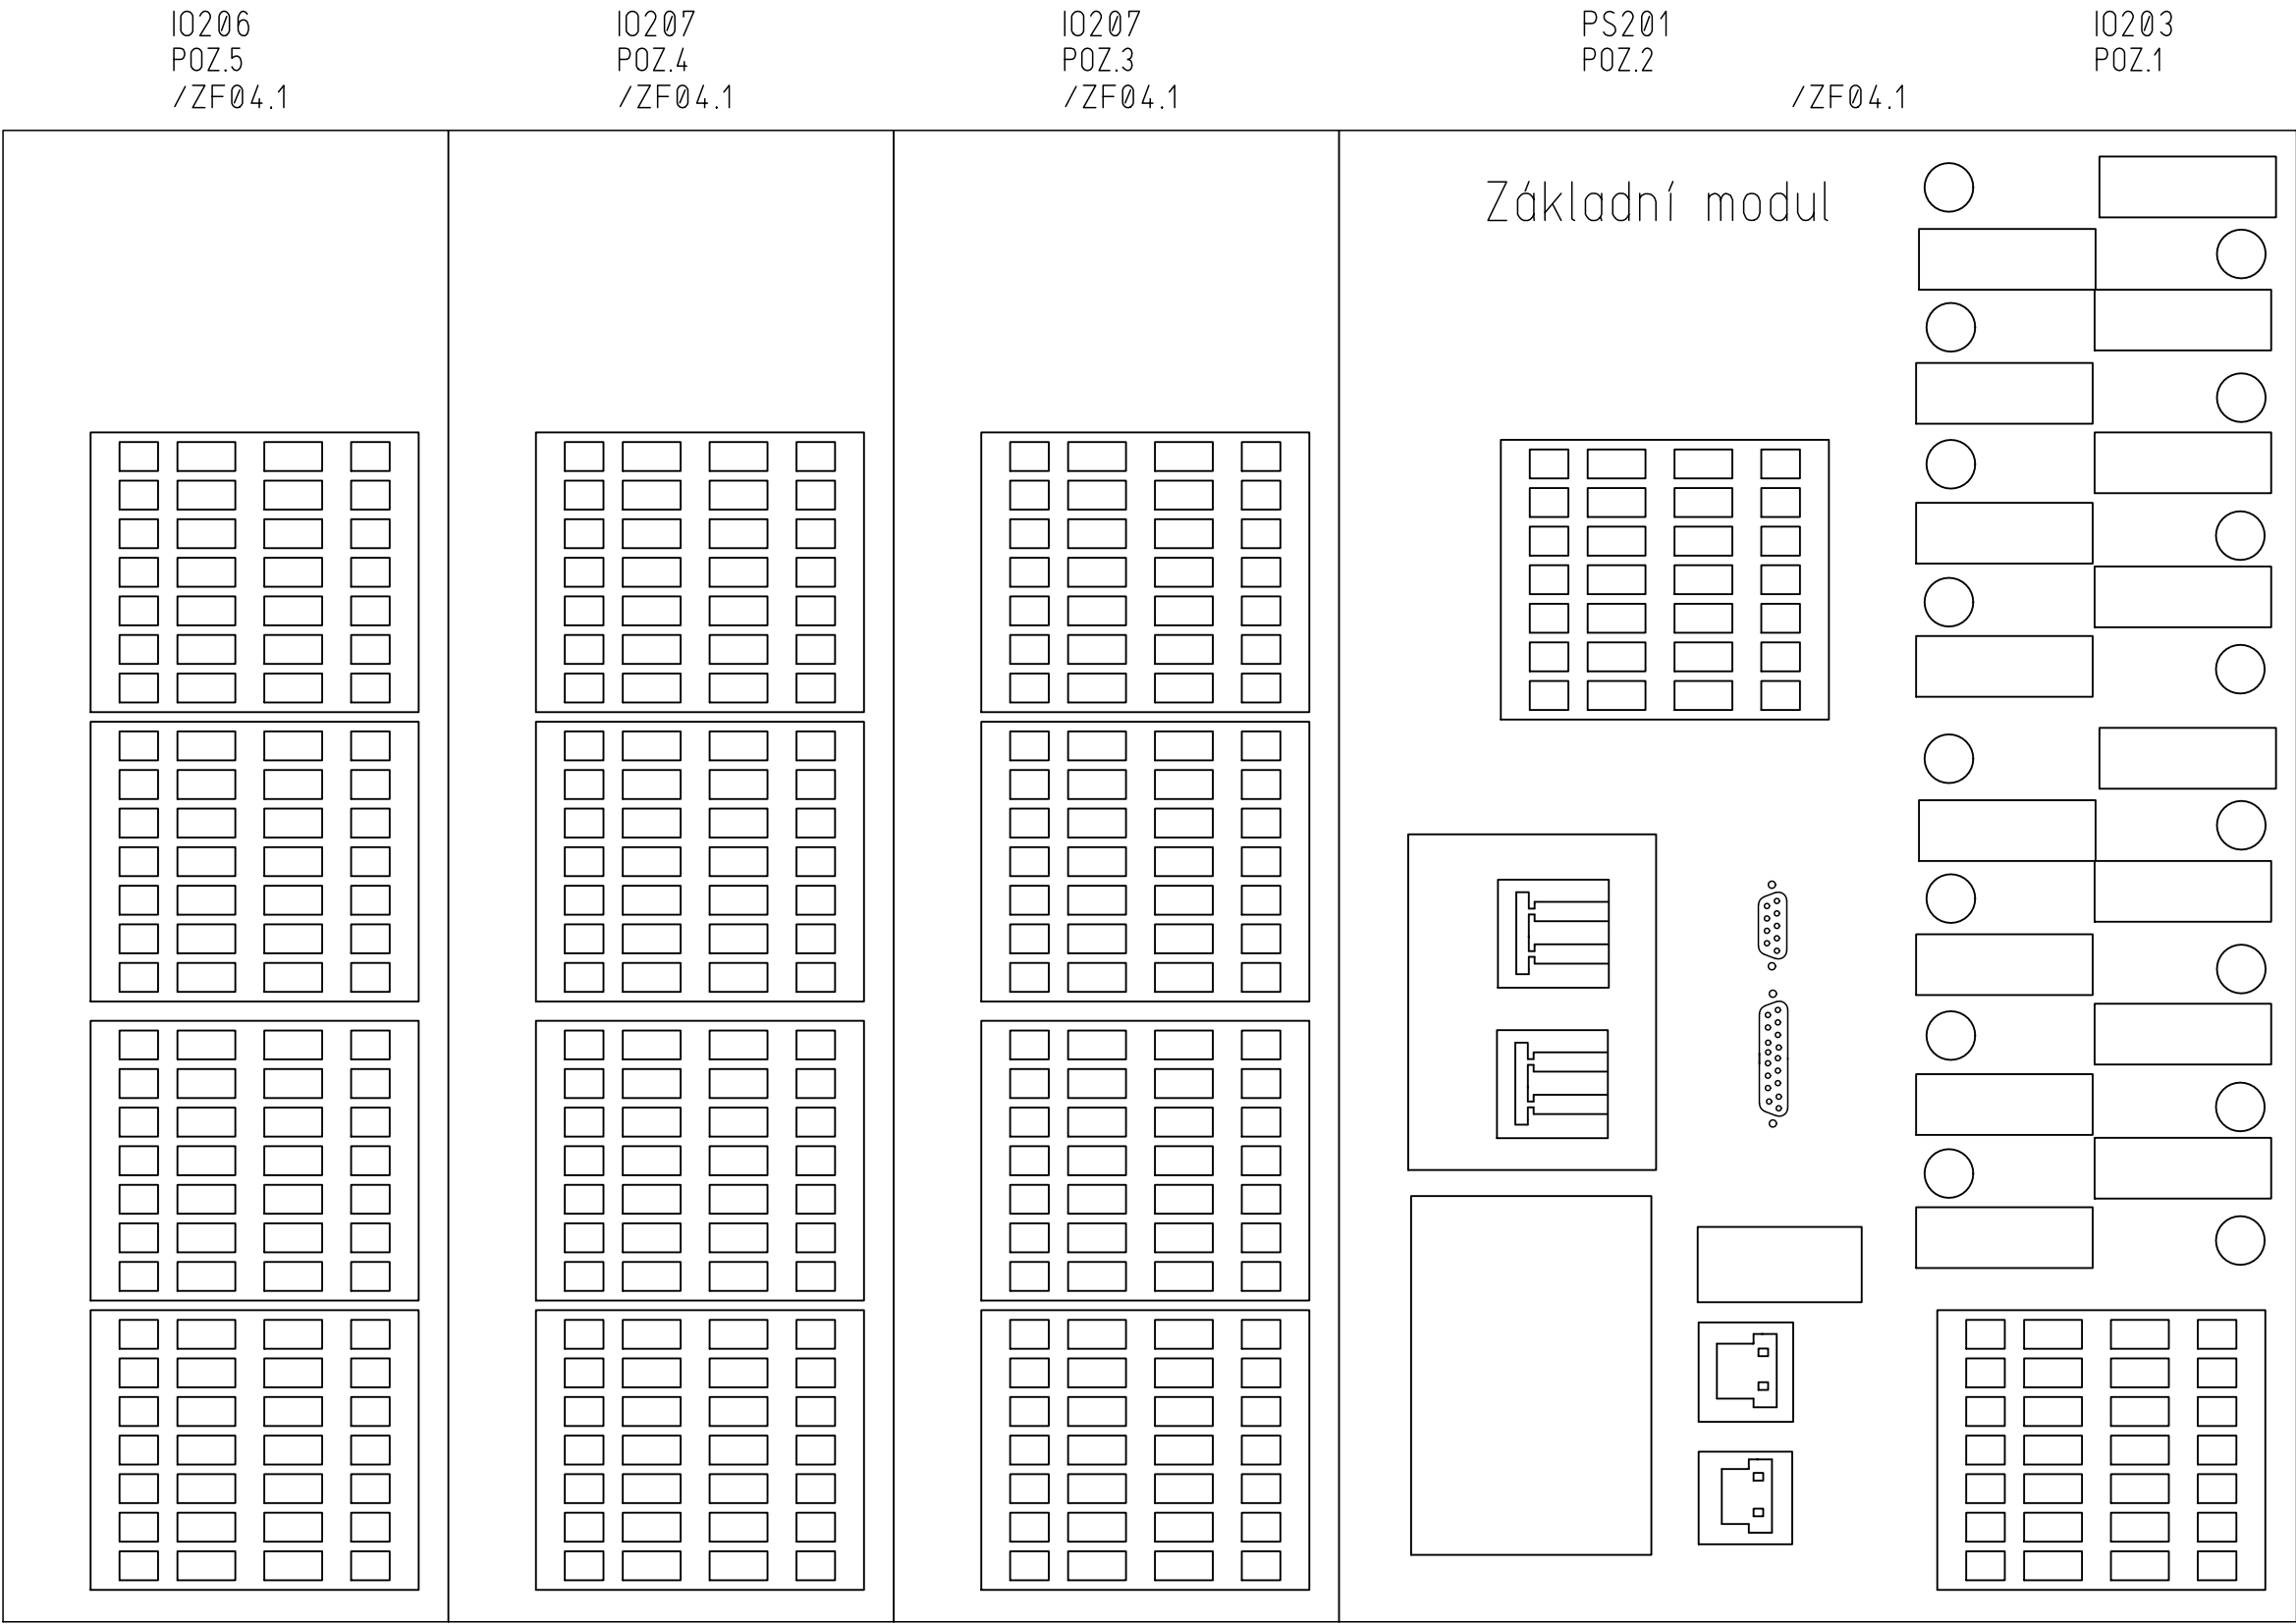 IO206
POZ.5
/ZF04.1
IO207
POZ.4
/ZF04.1
IO207
POZ.3
/ZF04.1
PS201
POZ.2
/ZF04.1
IO203
POZ.1
Základní modul